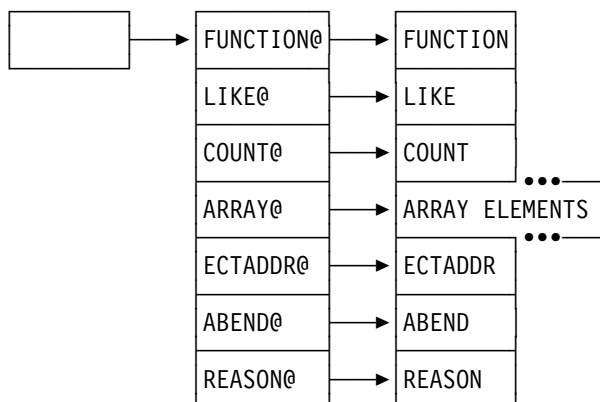 FUNCTION@ FUNCTION
LIKE@ LIKE
COUNT@ COUNT
ARRAY@ ARRAY ELEMENTS
ECTADDR@ ECTADDR
ABEND@ ABEND
REASON@ REASON